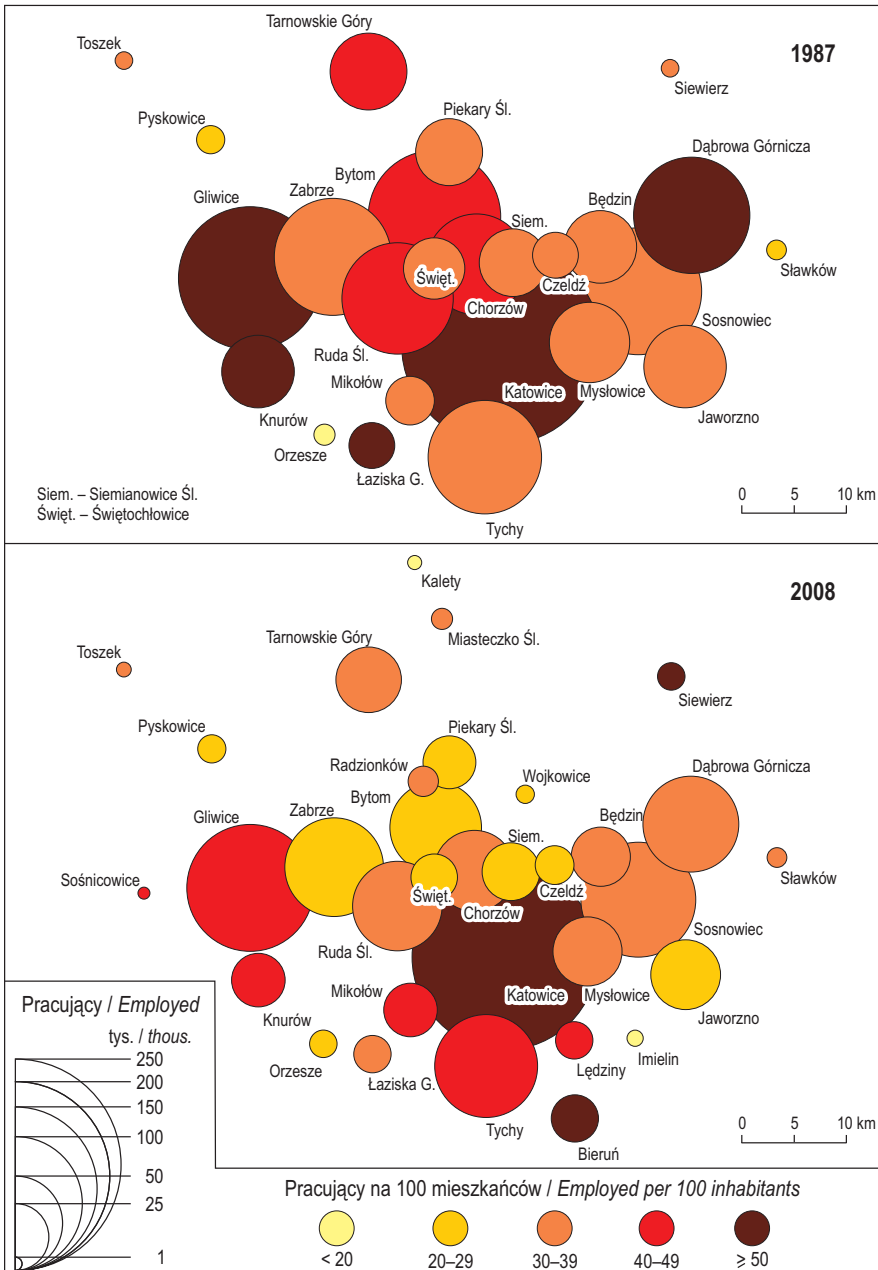 Tarnowskie Góry
Toszek
1987
Siewierz
Piekary Śl.
Pyskowice
Dąbrowa Górnicza
Bytom
Zabrze
Będzin
Gliwice
Siem.
Sławków
Święt.
Czeldź
Chorzów
Sosnowiec
Ruda Śl.
Mikołów
Katowice
Mysłowice
Jaworzno
Knurów
Orzesze
Łaziska G.
Siem. – Siemianowice Śl.
Święt. – Świętochłowice
0 5 10 km
Tychy
Kalety
2008
Miasteczko Śl.
Tarnowskie Góry
Toszek
Siewierz
Piekary Śl.
Pyskowice
Radzionków
Wojkowice
Dąbrowa Górnicza
Bytom
Zabrze
Gliwice
Będzin
Siem.
Sośnicowice
Święt.
Czeldź
Sławków
Chorzów
Sosnowiec
Ruda Śl.
Mikołów
Katowice
Mysłowice
Jaworzno
Knurów
Orzesze
Łaziska G.
Lędziny
Imielin
Tychy
Bieruń
0 5 10 km
Pracujący / Employed
tys. / thous.
250
200
150
100
50
25
1
Pracujący na 100 mieszkańców / Employed per 100 inhabitants
< 20 20–29 30–39 40–49 ≥ 50